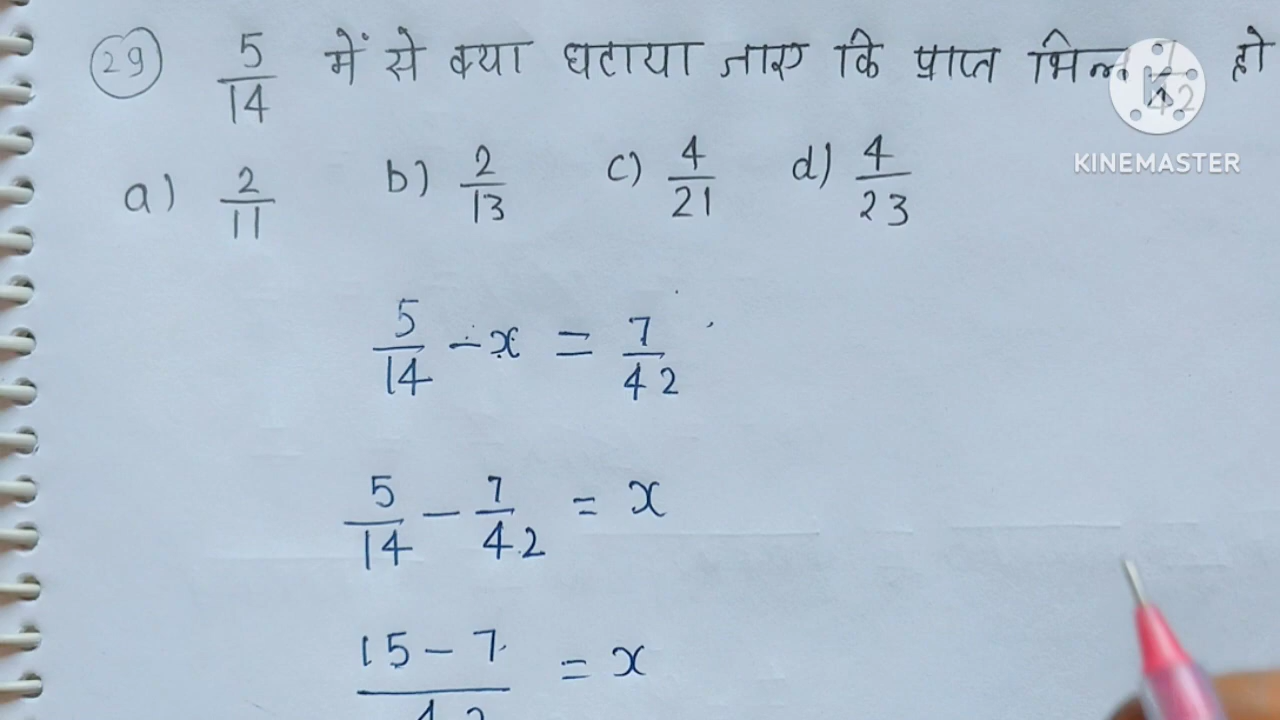 29 5/14 में से क्या घटाया जाए कि प्राप्त भिन्न हो
a) 2/11 b) 2/13 c) 4/21 d) 4/23
KINEMASTER
5/14 - x = 7/42
5/14 - 7/42 = x
15 - 7/42 = x